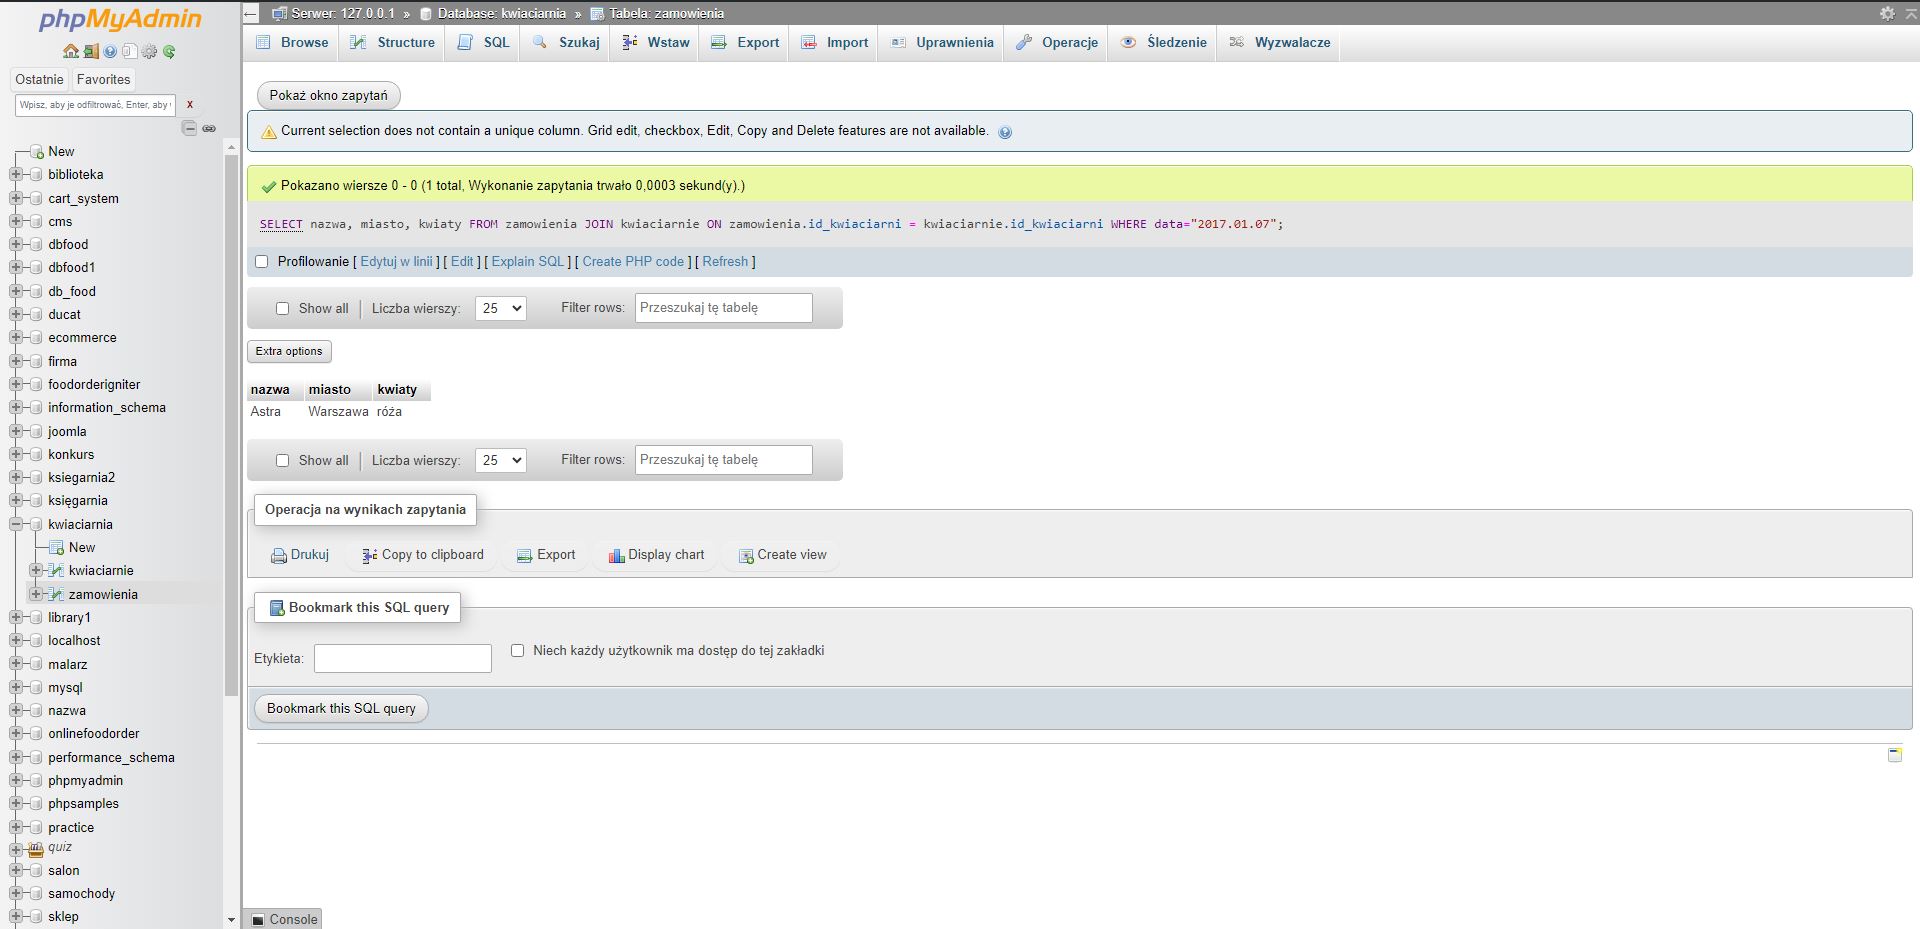 phpMyAdmin
Ostatnie Favorites
Wpisz, aby je odfiltrować, Enter, aby
X
New
biblioteka
cart_system
cms
dbfood
dbfood1
db_food
ducat
ecommerce
firma
foodorderigniter
information_schema
joomla
konkurs
ksiegarnia2
księgarnia
kwiaciarnia
New
kwiaciarnie
zamowienia
library1
localhost
malarz
mysql
nazwa
onlinefoodorder
performance_schema
phpmyadmin
phpsamples
practice
quiz
salon
samochody
sklep
Serwer: 127.0.0.1 » Database: kwiaciarnia » Tabela: zamowienia
Browse Structure SQL Szukaj Wstaw Export Import Uprawnienia Operacje Śledzenie Wyzwalacze
Pokaż okno zapytań
Current selection does not contain a unique column. Grid edit, checkbox, Edit, Copy and Delete features are not available.
Pokazano wiersze 0 - 0 (1 total, Wykonanie zapytania trwało 0,0003 sekund(y).)
SELECT nazwa, miasto, kwiaty FROM zamowienia JOIN kwiaciarnie ON zamowienia.id_kwiaciarni = kwiaciarnie.id_kwiaciarni WHERE data="2017.01.07";
Profilowanie [ Edytuj w linii ] [ Edit ] [ Explain SQL ] [ Create PHP code ] [ Refresh ]
Show all | Liczba wierszy: 25 Filter rows: Przeszukaj tę tabelę
Extra options
nazwa miasto kwiaty
Astra Warszawa róża
Show all | Liczba wierszy: 25 Filter rows: Przeszukaj tę tabelę
Operacja na wynikach zapytania
Drukuj Copy to clipboard Export Display chart Create view
Bookmark this SQL query
Etykieta: Niech każdy użytkownik ma dostęp do tej zakładki
Bookmark this SQL query
Console